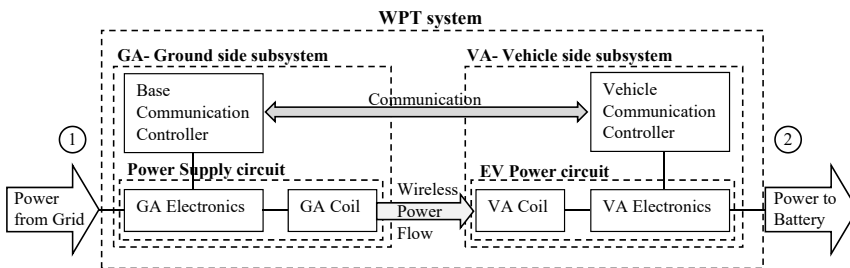 WPT system
GA- Ground side subsystem
VA- Vehicle side subsystem
Base
Communication
Controller
Communication
Vehicle
Communication
Controller
1
2
Power Supply circuit
EV Power circuit
Power
from Grid
GA Electronics
GA Coil
Wireless
Power
Flow
VA Coil
VA Electronics
Power to
Battery